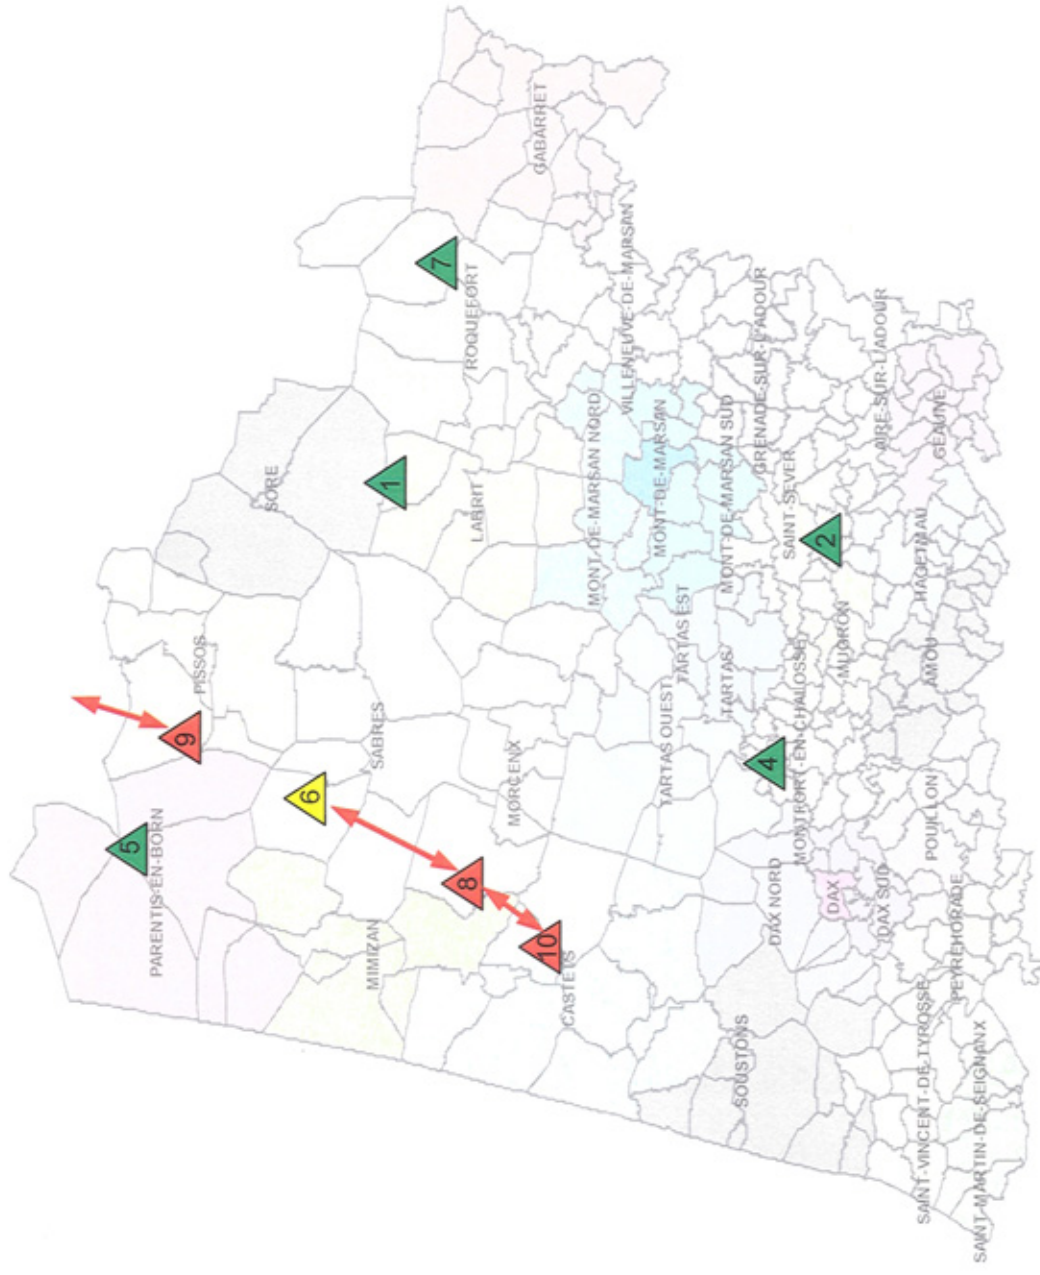 GABARRET
7
ROQUEFORT
VILLENEUVE-DE-MARSAN
GRENADE-SUR-L'ADOUR
AIRE-SUR-L'ADOUR
GEAUNE
SORE
1
LABRIT
MONT-DE-MARSAN NORD
MONT-DE-MARSAN
MONT-DE-MARSAN SUD
SAINT-SEVER
2
HAGETMAU
PISSOS
9
SABRES
6
MORCENX
TARTAS EST
TARTAS OUEST
TARTAS
MUGRON
AMOU
4
MONTFORT-EN-CHALOSSE
POUILLON
5
PARENTIS-EN-BORN
MIMIZAN
8
10
CASTETS
DAX NORD
DAX
DAX SUD
PEYREHORADE
SOUSTONS
SAINT-VINCENT-DE-TYROSSE
SAINT-MARTIN-DE-SEIGNANX